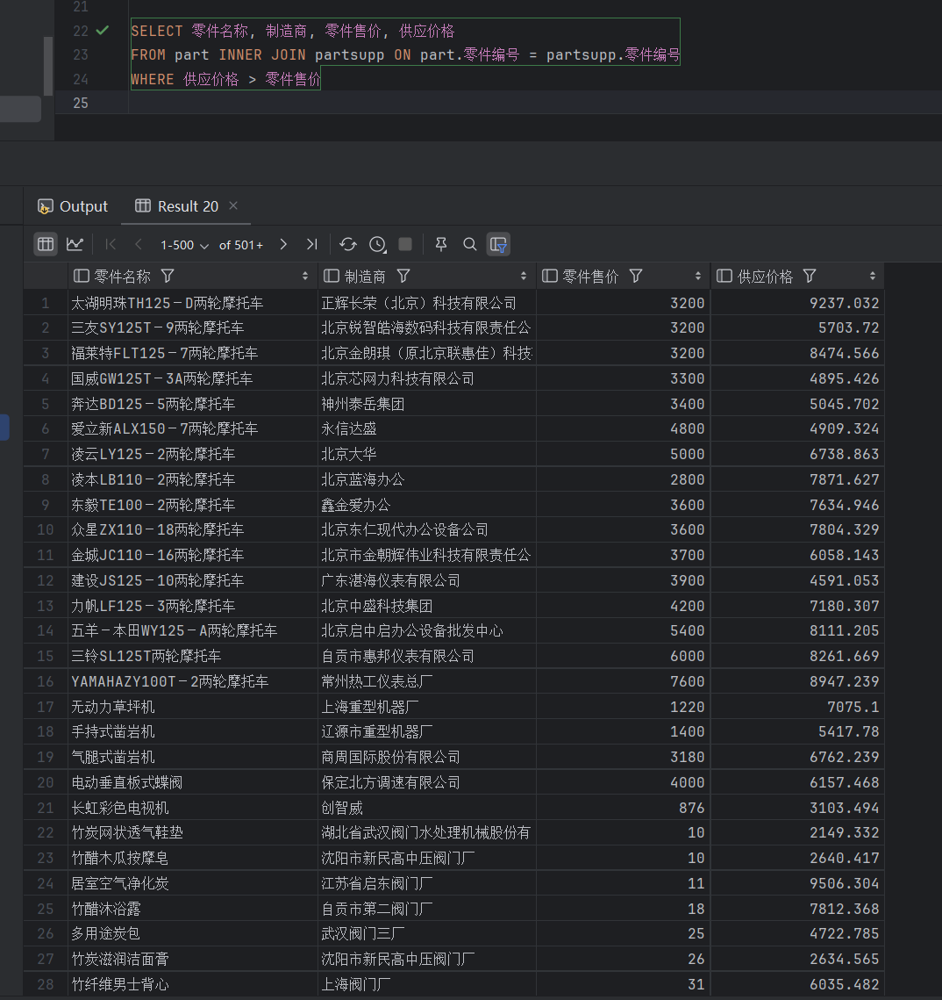 21
22 SELECT 零件名称, 制造商, 零件售价, 供应价格
23 FROM part INNER JOIN partsupp ON part.零件编号 = partsupp.零件编号
24 WHERE 供应价格 > 零件售价
25
Output Result 20
1-500 of 501+
零件名称 制造商 零件售价 供应价格
1 太湖明珠TH125－D两轮摩托车 正辉长荣（北京）科技有限公司 3200 9237.032
2 三友SY125T－9两轮摩托车 北京锐智皓海数码科技有限责任公 3200 5703.72
3 福莱特FLT125－7两轮摩托车 北京金朗琪（原北京联惠佳）科技 3200 8474.566
4 国威GW125T－3A两轮摩托车 北京芯网力科技有限公司 3300 4895.426
5 奔达BD125－5两轮摩托车 神州泰岳集团 3400 5045.702
6 爱立新ALX150－7两轮摩托车 永信达盛 4800 4909.324
7 凌云LY125－2两轮摩托车 北京大华 5000 6738.863
8 凌本LB110－2两轮摩托车 北京蓝海办公 2800 7871.627
9 东毅TE100－2两轮摩托车 鑫金爱办公 3600 7634.946
10 众星ZX110－18两轮摩托车 北京东仁现代办公设备公司 3600 7804.329
11 金城JC110－16两轮摩托车 北京市金朝辉伟业科技有限责任公 3700 6058.143
12 建设JS125－10两轮摩托车 广东湛海仪表有限公司 3900 4591.053
13 力帆LF125－3两轮摩托车 北京中盛科技集团 4200 7180.307
14 五羊－本田WY125－A两轮摩托车 北京启中启办公设备批发中心 5400 8111.205
15 三铃SL125T两轮摩托车 自贡市惠邦仪表有限公司 6000 8261.669
16 YAMAHAZY100T－2两轮摩托车 常州热工仪表总厂 7600 8947.239
17 无动力草坪机 上海重型机器厂 1220 7075.1
18 手持式凿岩机 辽源市重型机器厂 1400 5417.78
19 气腿式凿岩机 商周国际股份有限公司 3180 6762.239
20 电动垂直板式蝶阀 保定北方调速有限公司 4000 6157.468
21 长虹彩色电视机 创智威 876 3103.494
22 竹炭网状透气鞋垫 湖北省武汉阀门水处理机械股份有 10 2149.332
23 竹醋木瓜按摩皂 沈阳市新民高中压阀门厂 10 2640.417
24 居室空气净化炭 江苏省启东阀门厂 11 9506.304
25 竹醋沐浴露 自贡市第二阀门厂 18 7812.368
26 多用途炭包 武汉阀门三厂 25 4722.785
27 竹炭滋润洁面膏 沈阳市新民高中压阀门厂 26 2634.565
28 竹纤维男士背心 上海阀门厂 31 6035.482